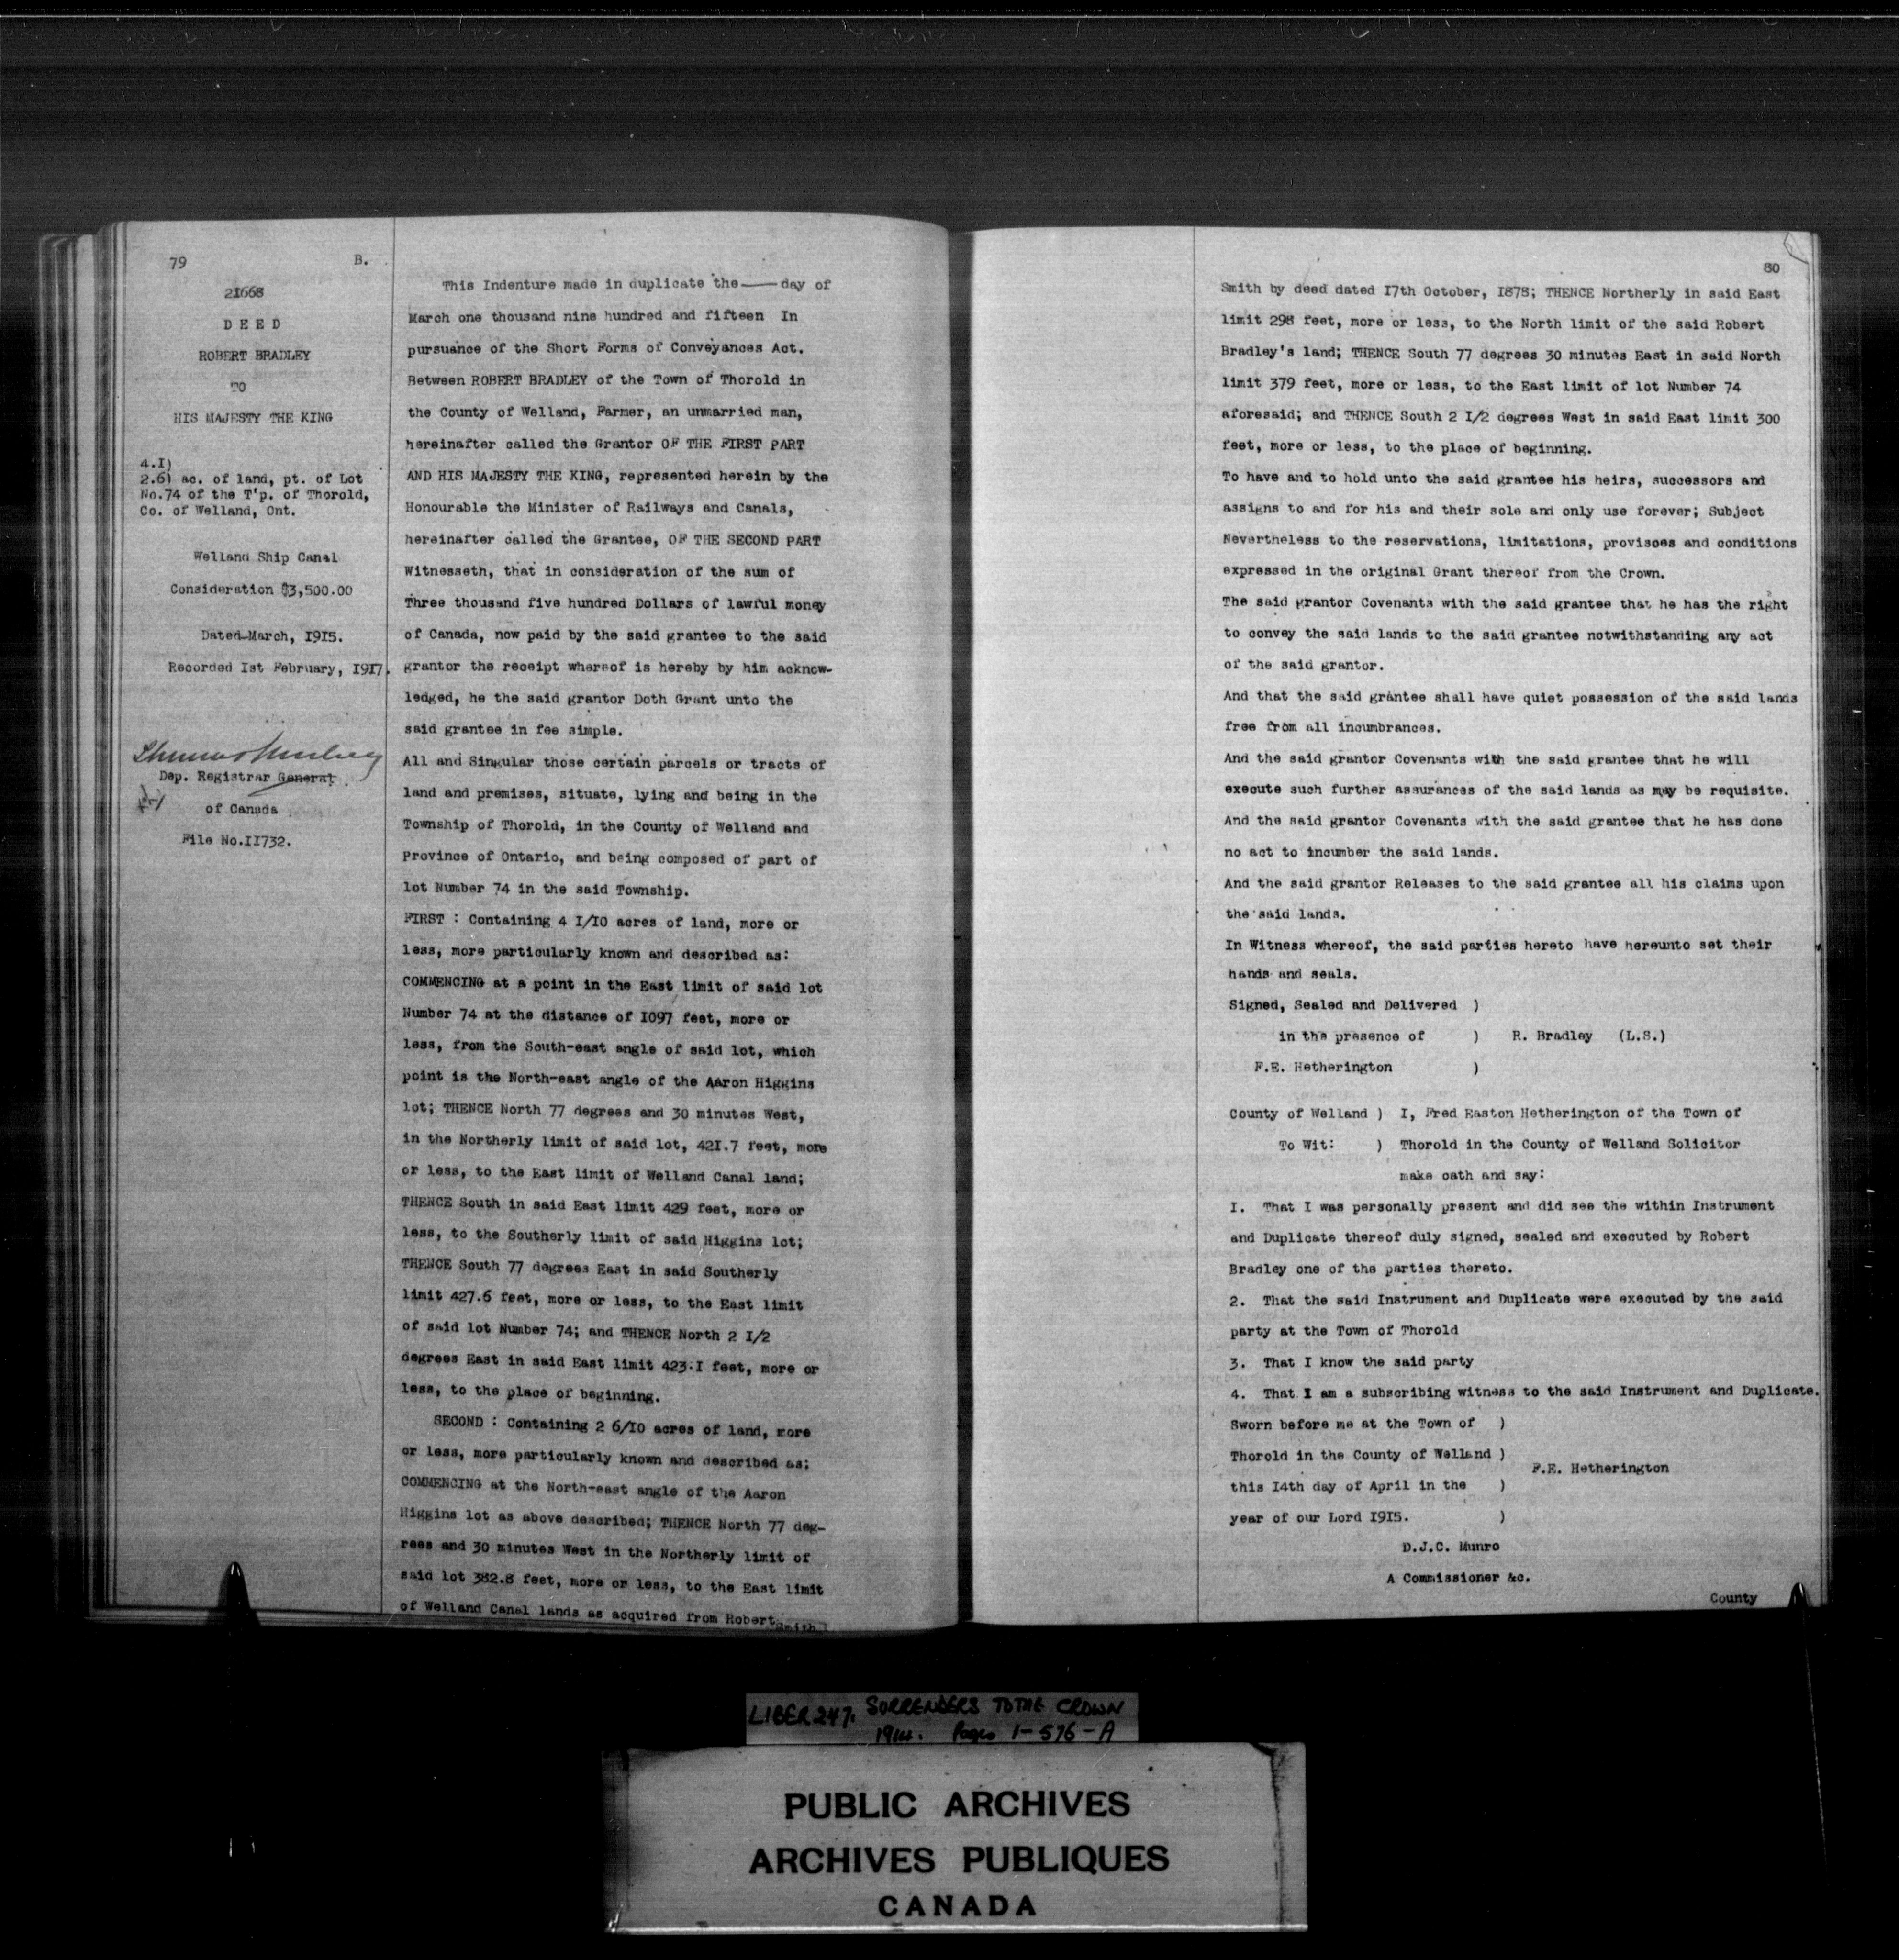 79
B.
21668
DEED
ROBERT BRADLEY
TO
HIS MAJESTY THE KING
4.I)
2.6) ac. of land, pt. of Lot
No.74 of the T'p. of Thorold,
Co. of Welland, Ont.
Welland Ship Canal
Consideration $3,500.00
Dated-March, I9I5.
Recorded Ist February, I9I7.
Dep. Registrar General
of Canada
File No.II732.
This Indenture made in duplicate the —— day of
March one thousand nine hundred and fifteen In
pursuance of the Short Forms of Conveyances Act.
Between ROBERT BRADLEY of the Town of Thorold in
the County of Welland, Farmer, an unmarried man,
hereinafter called the Grantor OF THE FIRST PART
AND HIS MAJESTY THE KING, represented herein by the
Honourable the Minister of Railways and Canals,
hereinafter called the Grantee, OF THE SECOND PART
Witnesseth, that in consideration of the sum of
Three thousand five hundred Dollars of lawful money
of Canada, now paid by the said grantee to the said
grantor the receipt whereof is hereby by him acknow-
ledged, he the said grantor Doth Grant unto the
said grantee in fee simple.
All and Singular those certain parcels or tracts of
land and premises, situate, lying and being in the
Township of Thorold, in the County of Welland and
Province of Ontario, and being composed of part of
lot Number 74 in the said Township.
FIRST : Containing 4 I/I0 acres of land, more or
less, more particularly known and described as:
COMMENCING at a point in the East limit of said lot
Number 74 at the distance of I097 feet, more or
less, from the South-east angle of said lot, which
point is the North-east angle of the Aaron Higgins
lot; THENCE North 77 degrees and 30 minutes West,
in the Northerly limit of said lot, 42I.7 feet, more
or less, to the East limit of Welland Canal land;
THENCE South in said East limit 429 feet, more or
less, to the Southerly limit of said Higgins lot;
THENCE South 77 degrees East in said Southerly
limit 427.6 feet, more or less, to the East limit
of said lot Number 74; and THENCE North 2 I/2
degrees East in said East limit 423.I feet, more or
less, to the place of beginning.
SECOND : Containing 2 6/I0 acres of land, more
or less, more particularly known and described as;
COMMENCING at the North-east angle of the Aaron
Higgins lot as above described; THENCE North 77 deg-
rees and 30 minutes West in the Northerly limit of
said lot 382.8 feet, more or less, to the East limit
of Welland Canal lands as acquired from Robert
Smith
80
Smith by deed dated I7th October, I878; THENCE Northerly in said East
limit 298 feet, more or less, to the North limit of the said Robert
Bradley's land; THENCE South 77 degrees 30 minutes East in said North
limit 379 feet, more or less, to the East limit of lot Number 74
aforesaid; and THENCE South 2 I/2 degrees West in said East limit 300
feet, more or less, to the place of beginning.
To have and to hold unto the said grantee his heirs, successors and
assigns to and for his and their sole and only use forever; Subject
Nevertheless to the reservations, limitations, provisoes and conditions
expressed in the original Grant thereof from the Crown.
The said grantor Covenants with the said grantee that he has the right
to convey the said lands to the said grantee notwithstanding any act
of the said grantor.
And that the said grantee shall have quiet possession of the said lands
free from all incumbrances.
And the said grantor Covenants with the said grantee that he will
execute such further assurances of the said lands as may be requisite.
And the said grantor Covenants with the said grantee that he has done
no act to incumber the said lands.
And the said grantor Releases to the said grantee all his claims upon
the said lands.
In Witness whereof, the said parties hereto have hereunto set their
hands and seals.
Signed, Sealed and Delivered )
in the presence of ) R. Bradley (L.S.)
F.E. Hetherington )
County of Welland ) I, Fred Easton Hetherington of the Town of
To Wit: ) Thorold in the County of Welland Solicitor
make oath and say:
I. That I was personally present and did see the within Instrument
and Duplicate thereof duly signed, sealed and executed by Robert
Bradley one of the parties thereto.
2. That the said Instrument and Duplicate were executed by the said
party at the Town of Thorold
3. That I know the said party
4. That I am a subscribing witness to the said Instrument and Duplicate.
Sworn before me at the Town of )
Thorold in the County of Welland )
F.E. Hetherington
this I4th day of April in the )
year of our Lord I9I5. )
D.J.C. Munro
A Commissioner &c.
County
LIBER 247. SURRENDERS TO THE CROWN
1914. Pages 1-576-A
PUBLIC ARCHIVES
ARCHIVES PUBLIQUES
CANADA